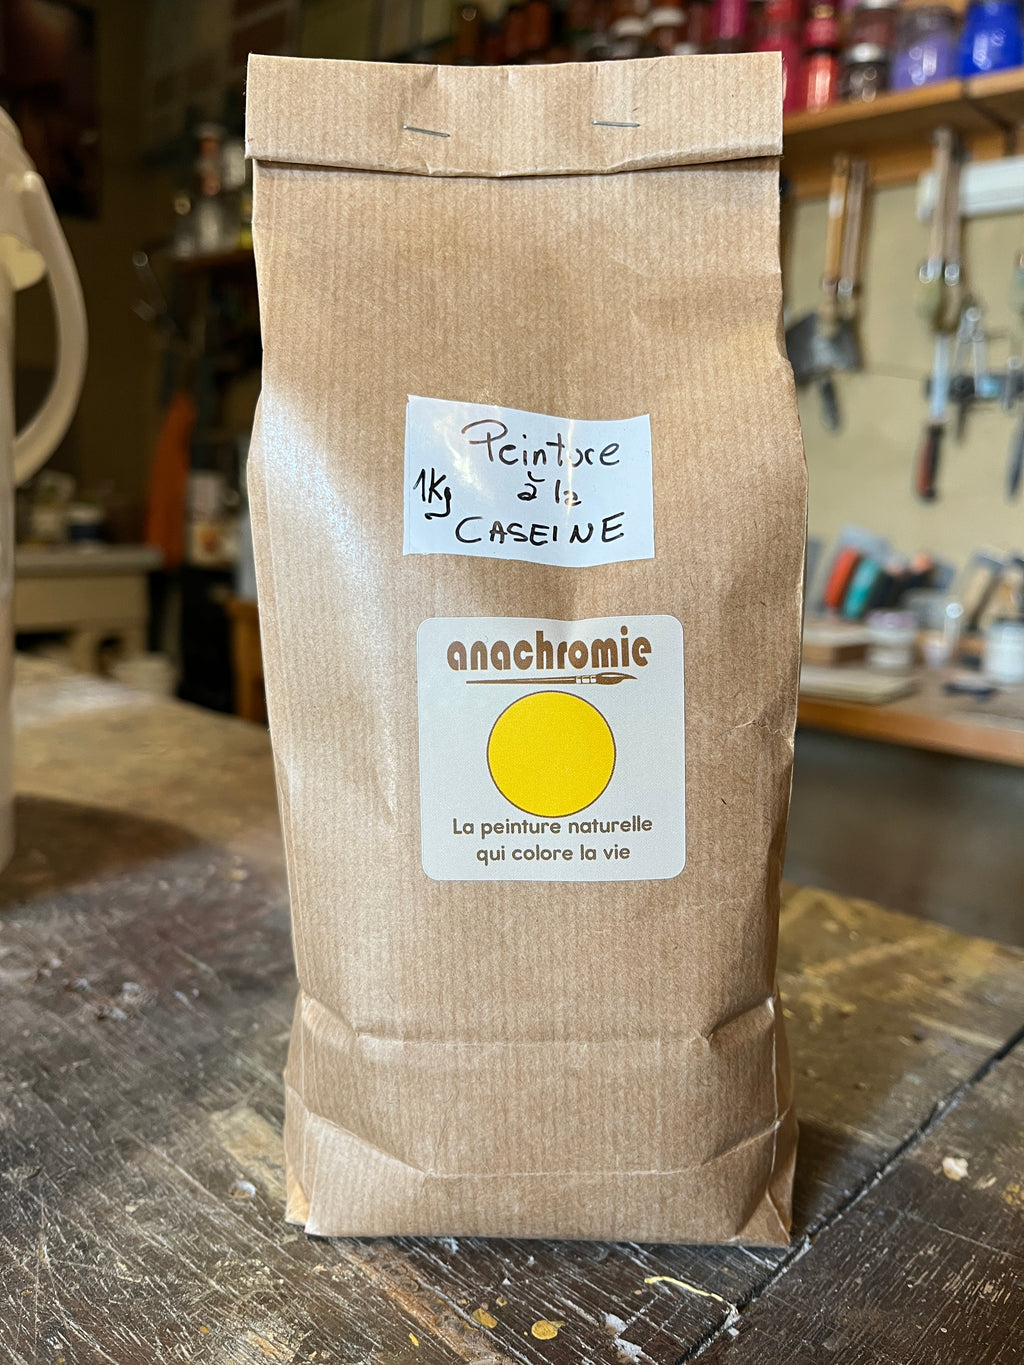 Peinture
1Kg à la
CASEINE
anachromie
La peinture naturelle
qui colore la vie